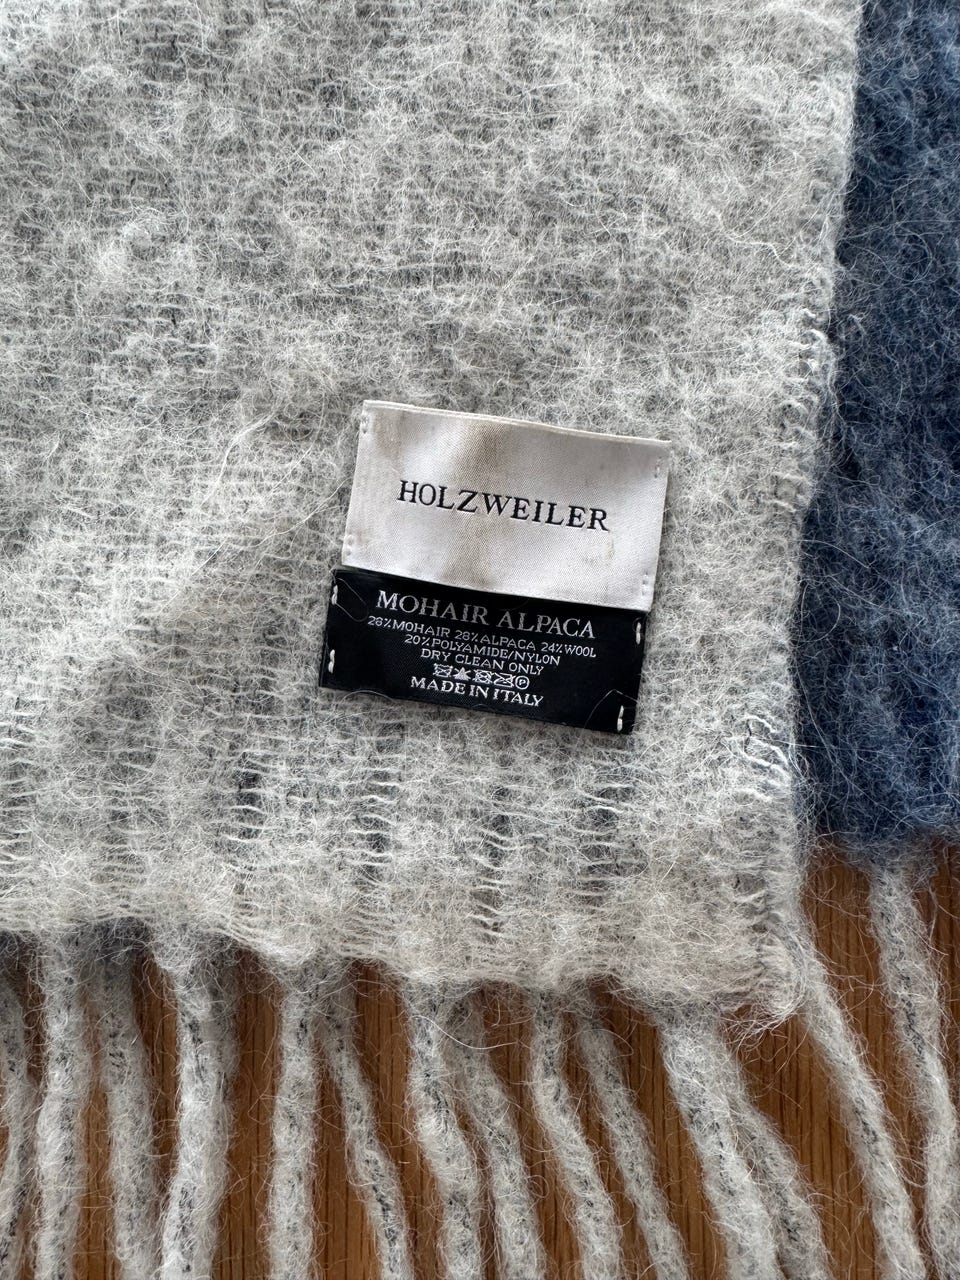 HOLZWEILER
MOHAIR ALPACA
28%MOHAIR 28%ALPACA 24%WOOL
20%POLYAMIDE/NYLON
DRY CLEAN ONLY
P
MADE IN ITALY